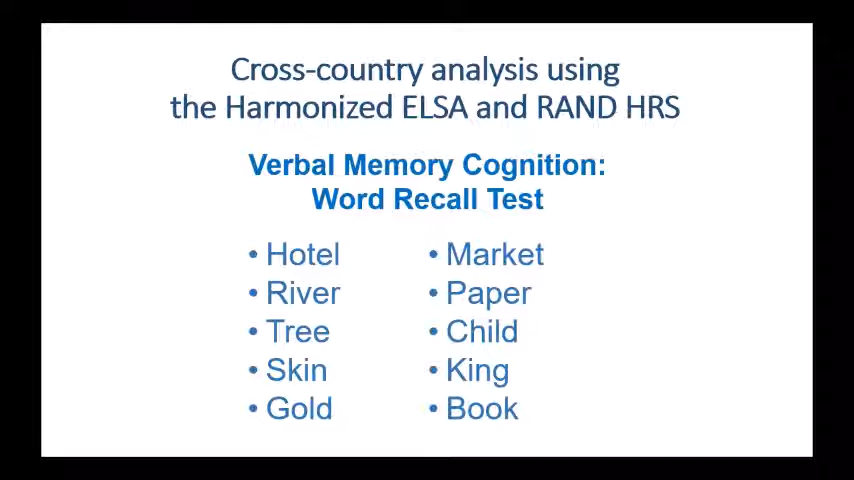 Cross-country analysis using
the Harmonized ELSA and RAND HRS
Verbal Memory Cognition:
Word Recall Test
• Hotel
• River
• Tree
• Skin
• Gold
• Market
• Paper
• Child
• King
• Book